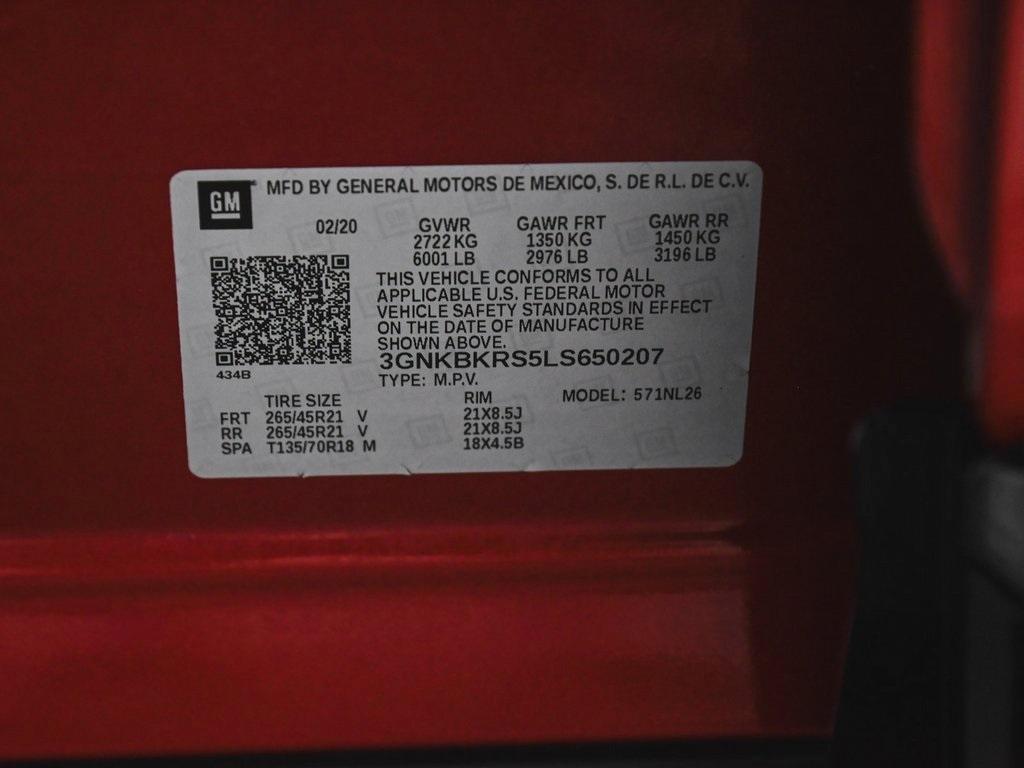 GM MFD BY GENERAL MOTORS DE MEXICO, S. DE R.L. DE C.V.
02/20 GVWR GAWR FRT GAWR RR
2722 KG 1350 KG 1450 KG
6001 LB 2976 LB 3196 LB
THIS VEHICLE CONFORMS TO ALL
APPLICABLE U.S. FEDERAL MOTOR
VEHICLE SAFETY STANDARDS IN EFFECT
ON THE DATE OF MANUFACTURE
SHOWN ABOVE.
3GNKBKRS5LS650207
434B
TYPE: M.P.V.
TIRE SIZE RIM MODEL: 571NL26
FRT 265/45R21 V 21X8.5J
RR 265/45R21 V 21X8.5J
SPA T135/70R18 M 18X4.5B